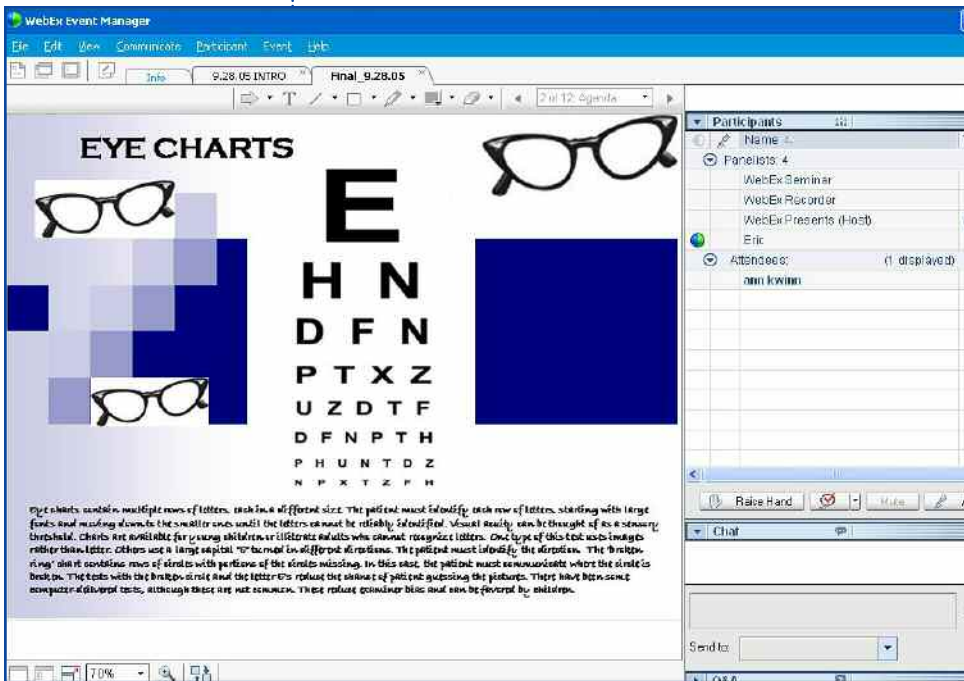 WebEx Event Manager
File Edit View Communicate Participant Event Help
Info 9.28.05 INTRO Final_9.28.05
2 of 12: Agenda
Participants
Name
Panelists: 4
WebEx Seminar
WebEx Recorder
WebEx Presents (Host)
Eric
Attendees: (1 displayed)
ann kwinn
EYE CHARTS
E
H N
D F N
P T X Z
U Z D T F
D F N P T H
P H U N T D Z
N P X T Z F H
Eye charts contain multiple rows of letters, each in a different size. The patient must identify each row of letters, starting with large
fonts and moving down to the smaller ones until the letters cannot be reliably identified. Visual acuity can be thought of as a sensory
threshold. Charts are available for young children or illiterate adults who cannot recognize letters. One type of this test uses images
rather than letter. Others use a large capital "E" turned in different directions. The patient must identify the direction. The "broken
ring" chart contains rows of circles with portions of the circles missing. In this case, the patient must communicate where the circle is
broken. The tests with the broken circle and the letter E's reduce the chance of patient guessing the pictures. There have been some
computer-delivered tests, although these are not common. These reduce examiner bias and can be favored by children.
Raise Hand Mute
Chat
Send to:
70%
Q&A